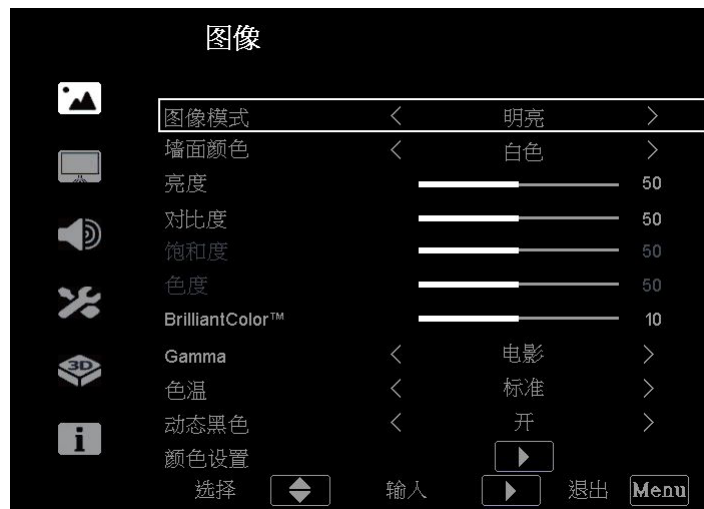 图像
图像模式 < 明亮 >
墙面颜色 < 白色 >
亮度 50
对比度 50
饱和度 50
色度 50
BrilliantColor™ 10
Gamma < 电影 >
色温 < 标准 >
动态黑色 < 开 >
颜色设置
3D
i
选择 输入 退出 Menu